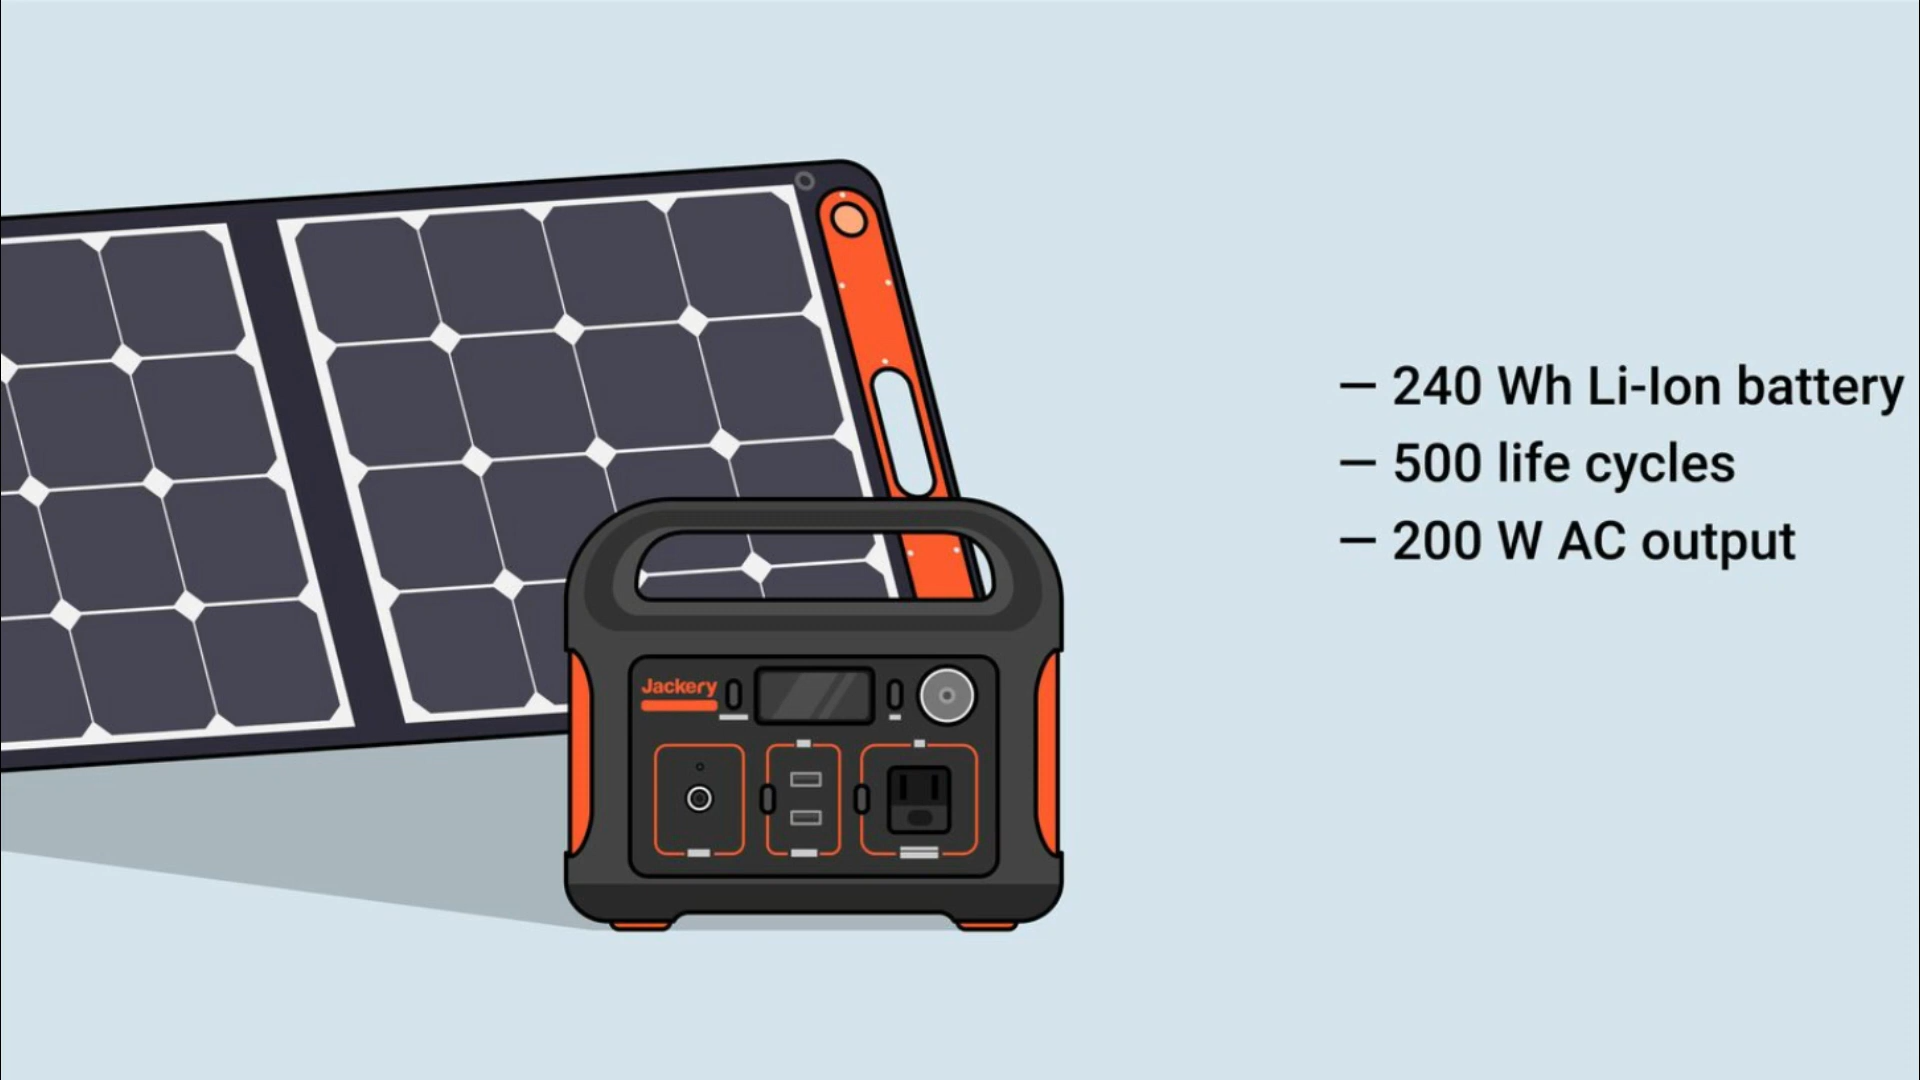 — 240 Wh Li-Ion battery
— 500 life cycles
— 200 W AC output
Jackery